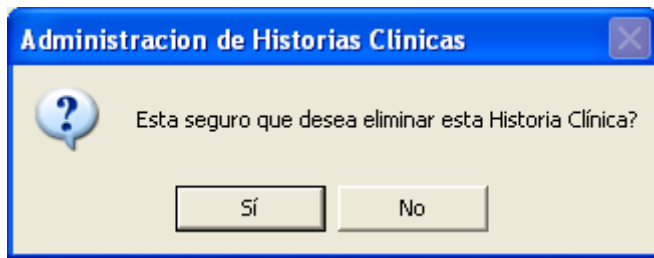 Administracion de Historias Clinicas
Esta seguro que desea eliminar esta Historia Clínica?
Sí
No